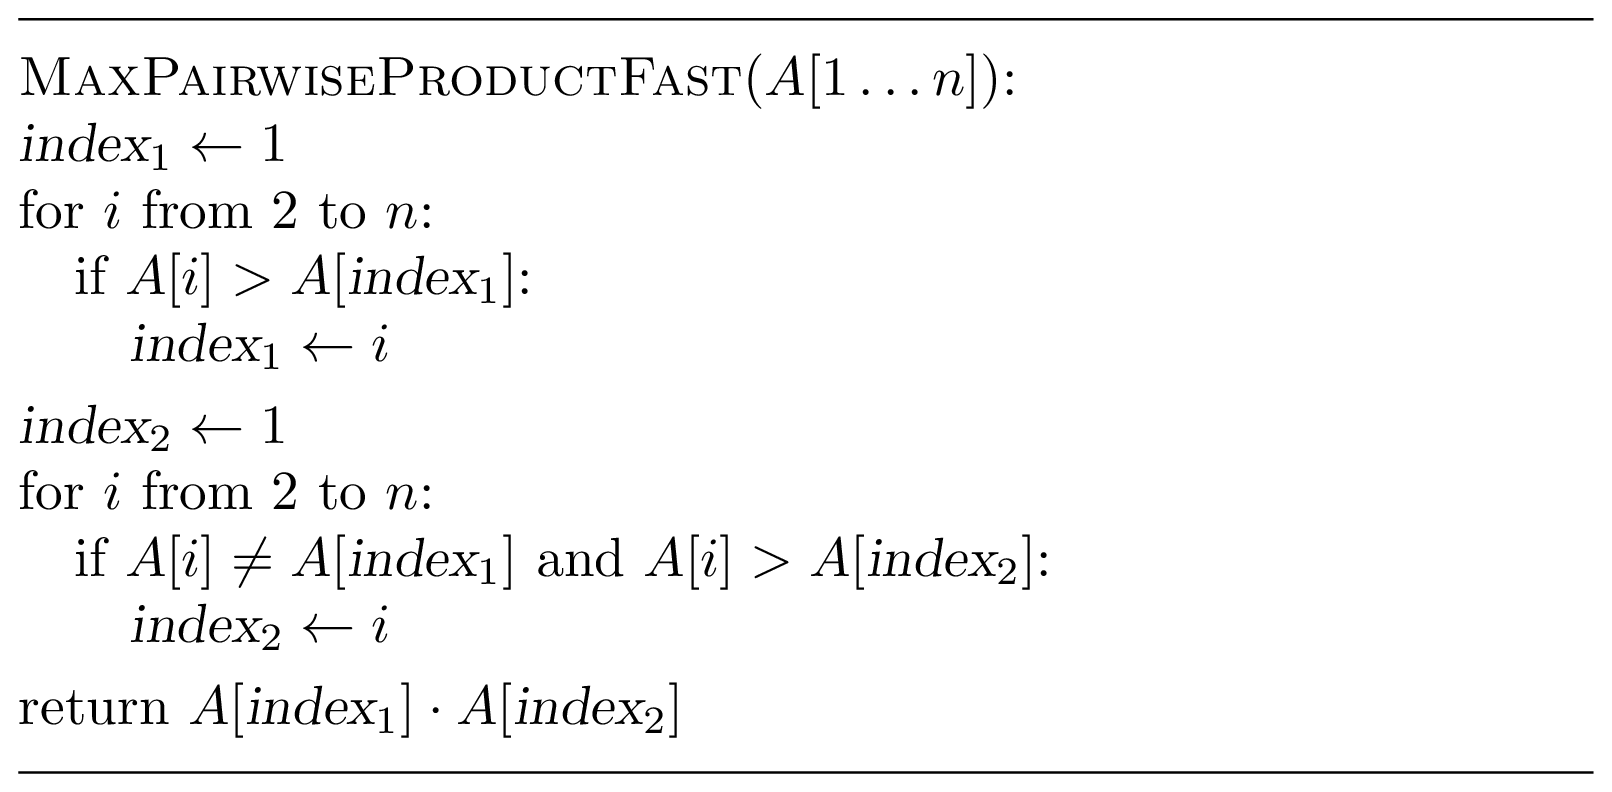 MaxPairwiseProductFast(A[1 … n]):
index₁ ← 1
for i from 2 to n:
if A[i] > A[index₁]:
index₁ ← i
index₂ ← 1
for i from 2 to n:
if A[i] ≠ A[index₁] and A[i] > A[index₂]:
index₂ ← i
return A[index₁] · A[index₂]